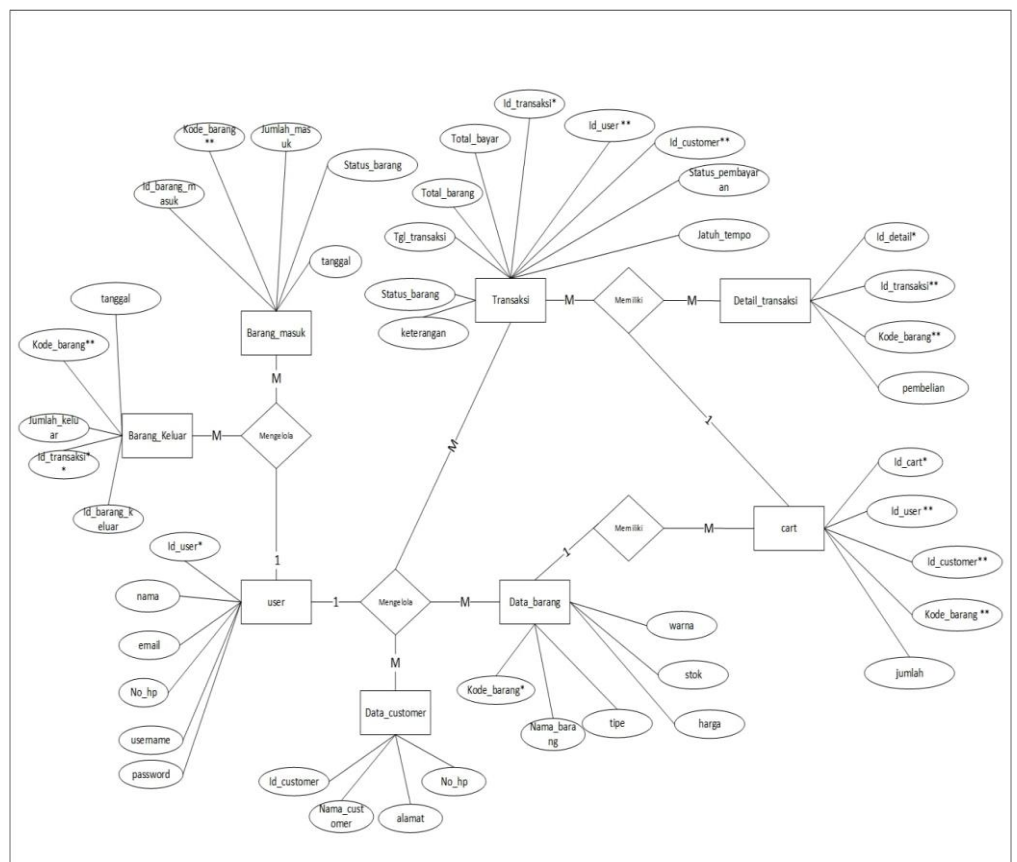 Id_transaksi*
Kode_barang
**
Jumlah_mas
uk
Id_user **
Total_bayar
Id_customer**
Status_barang
Status_pembayar
an
Id_barang_m
asuk
Total_barang
Id_detail*
Tgl_transaksi
Jatuh_tempo
tanggal
Id_transaksi**
tanggal
Status_barang
Transaksi
M
Memiliki
M
Detail_transaksi
Barang_masuk
keterangan
Kode_barang**
Kode_barang**
M
pembelian
Jumlah_kelu
ar
Barang_Keluar
M
Mengelola
1
M
Id_transaksi*
*
Id_cart*
Id_barang_k
eluar
Id_user **
Memiliki
M
cart
Id_user*
1
1
Id_customer**
nama
user
1
Mengelola
M
Data_barang
Kode_barang **
warna
email
M
stok
jumlah
No_hp
Kode_barang*
Data_customer
Nama_bara
ng
tipe
harga
username
password
Id_customer
No_hp
Nama_cust
omer
alamat